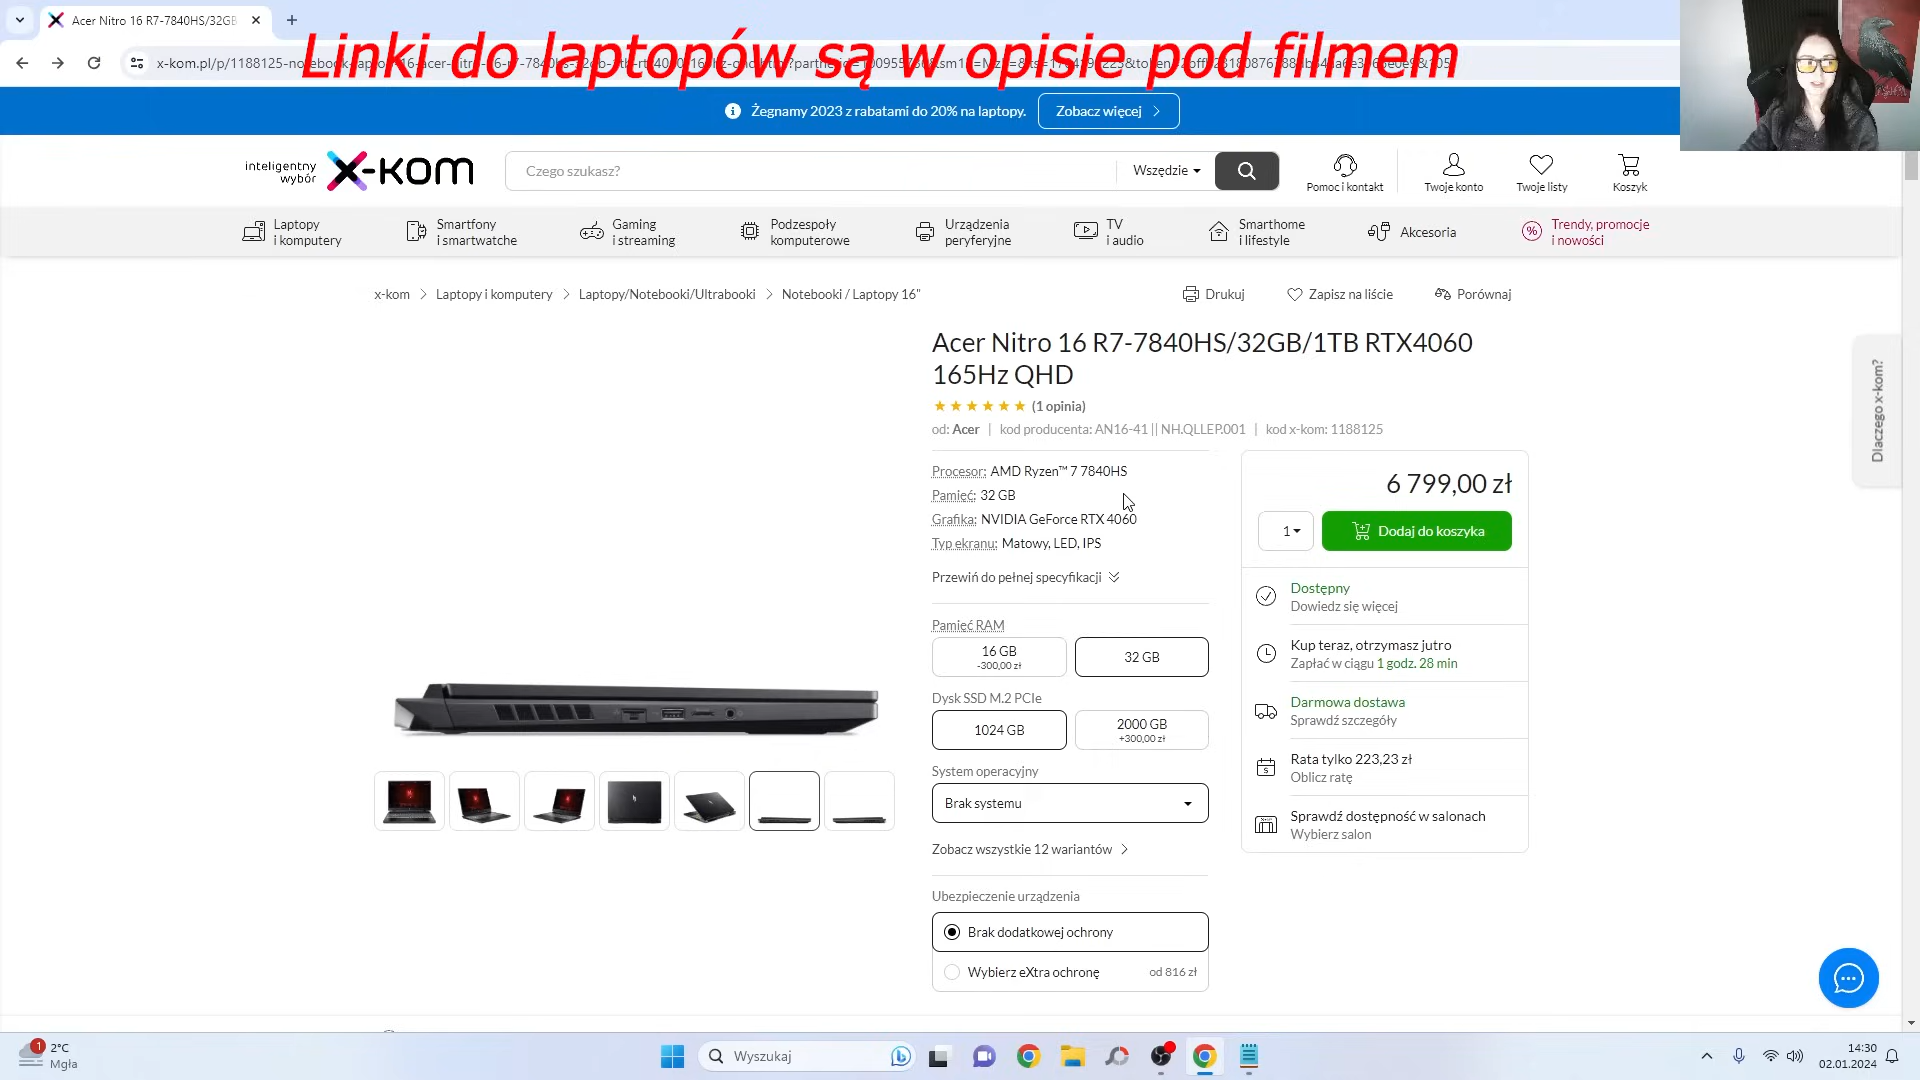 Acer Nitro 16 R7-7840HS/32GB
Linki do laptopów są w opisie pod filmem
Żegnamy 2023 z rabatami do 20% na laptopy.
Zobacz więcej
inteligentny
wybór
x-kom
Czego szukasz?
Wszędzie
Pomoc i kontakt
Twoje konto
Twoje listy
Koszyk
Laptopy
i komputery
Smartfony
i smartwatche
Gaming
i streaming
Podzespoły
komputerowe
Urządzenia
peryferyjne
TV
i audio
Smarthome
i lifestyle
Akcesoria
Trendy, promocje
i nowości
x-kom > Laptopy i komputery > Laptopy/Notebooki/Ultrabooki > Notebooki / Laptopy 16"
Drukuj
Zapisz na liście
Porównaj
Dlaczego x-kom?
Acer Nitro 16 R7-7840HS/32GB/1TB RTX4060
165Hz QHD
(1 opinia)
od: Acer | kod producenta: AN16-41 || NH.QLLEP.001 | kod x-kom: 1188125
Procesor: AMD Ryzen™ 7 7840HS
Pamięć: 32 GB
Grafika: NVIDIA GeForce RTX 4060
Typ ekranu: Matowy, LED, IPS
Przewiń do pełnej specyfikacji
Pamięć RAM
16 GB
-300,00 zł
32 GB
Dysk SSD M.2 PCIe
1024 GB
2000 GB
+300,00 zł
System operacyjny
Brak systemu
Zobacz wszystkie 12 wariantów
Ubezpieczenie urządzenia
Brak dodatkowej ochrony
Wybierz eXtra ochronę
od 816 zł
6 799,00 zł
1
Dodaj do koszyka
Dostępny
Dowiedz się więcej
Kup teraz, otrzymasz jutro
Zapłać w ciągu 1 godz. 28 min
Darmowa dostawa
Sprawdź szczegóły
Rata tylko 223,23 zł
Oblicz ratę
Sprawdź dostępność w salonach
Wybierz salon
1
2°C
Mgła
Wyszukaj
14:30
02.01.2024